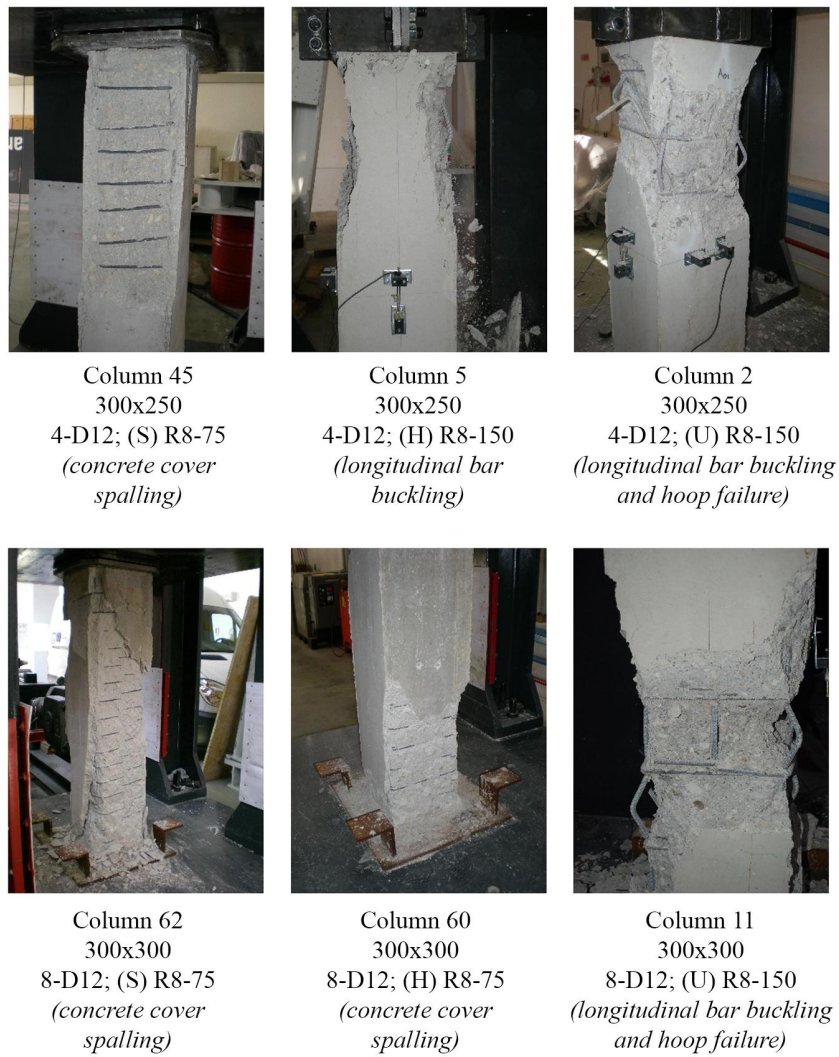 Column 45
300x250
4-D12; (S) R8-75
(concrete cover
spalling)
Column 5
300x250
4-D12; (H) R8-150
(longitudinal bar
buckling)
Column 2
300x250
4-D12; (U) R8-150
(longitudinal bar buckling
and hoop failure)
Column 62
300x300
8-D12; (S) R8-75
(concrete cover
spalling)
Column 60
300x300
8-D12; (H) R8-75
(concrete cover
spalling)
Column 11
300x300
8-D12; (U) R8-150
(longitudinal bar buckling
and hoop failure)